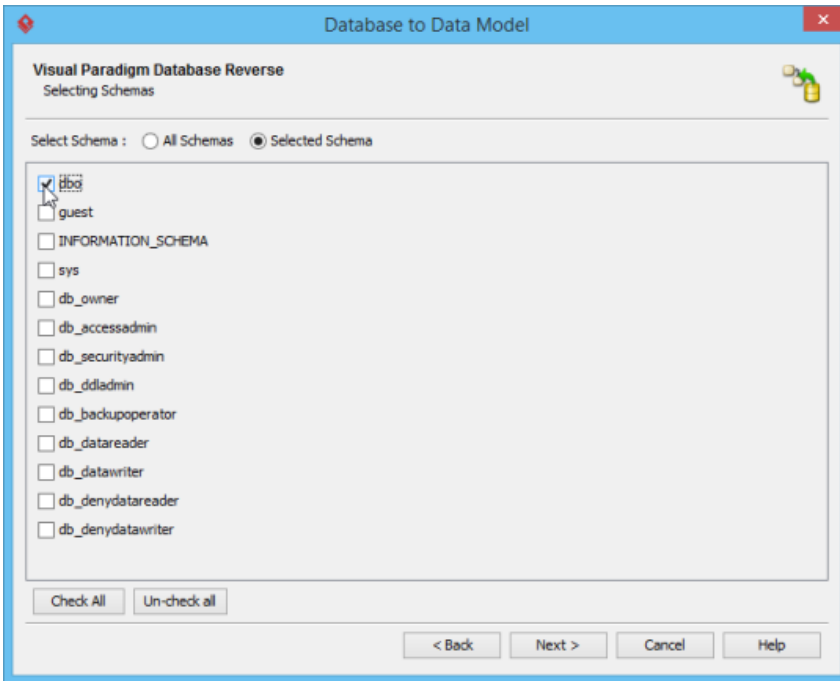 Database to Data Model
Visual Paradigm Database Reverse
Selecting Schemas
Select Schema : All Schemas Selected Schema
dbo
guest
INFORMATION_SCHEMA
sys
db_owner
db_accessadmin
db_securityadmin
db_ddladmin
db_backupoperator
db_datareader
db_datawriter
db_denydatareader
db_denydatawriter
Check All Un-check all
< Back Next > Cancel Help